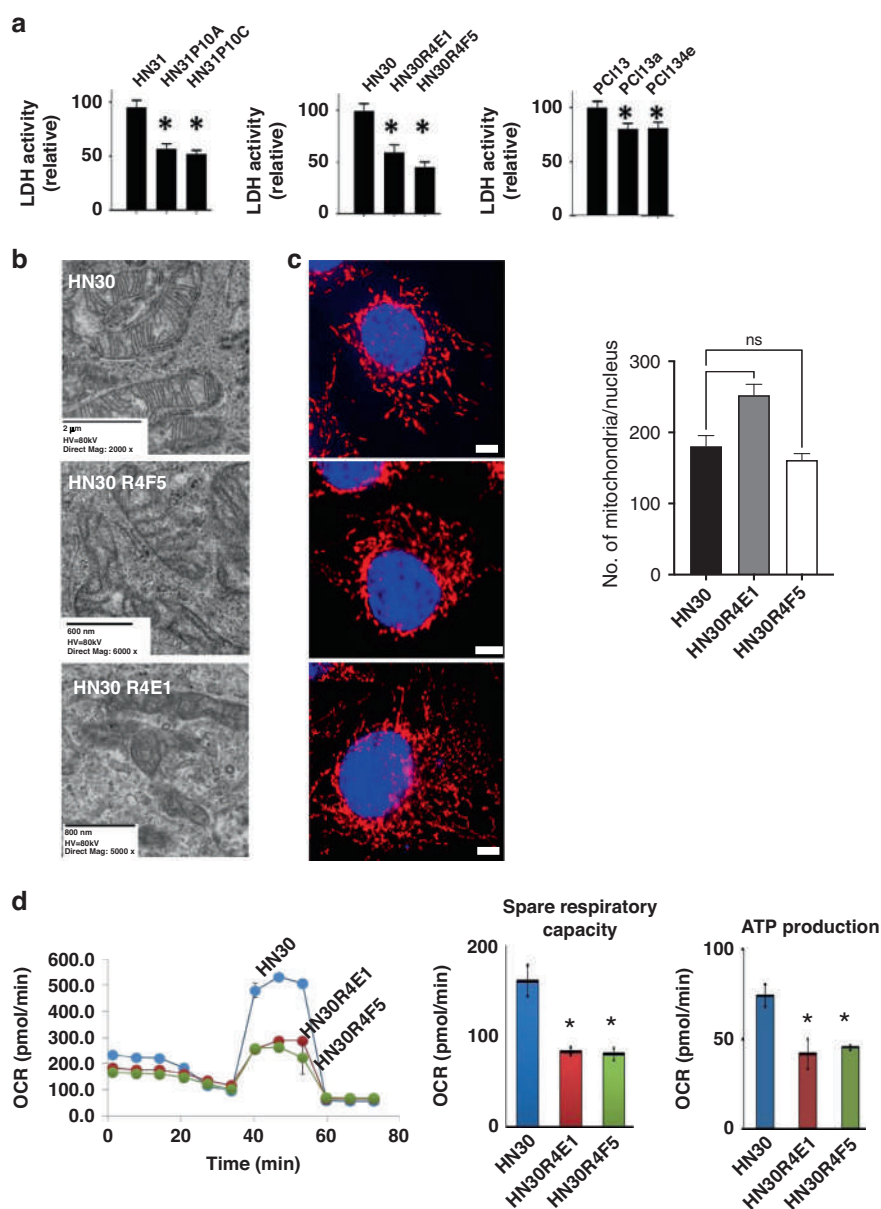 a
HN31
HN31P10A
HN31P10C
LDH activity
(relative)
100
50
0
*
*
HN30
HN30R4E1
HN30R4F5
LDH activity
(relative)
100
50
0
*
*
PCI13
PCI13a
PCI134e
LDH activity
(relative)
100
50
0
*
*
b
HN30
2 μm
HV=80kV
Direct Mag: 2000 x
HN30 R4F5
600 nm
HV=80kV
Direct Mag: 6000 x
HN30 R4E1
800 nm
HV=80kV
Direct Mag: 5000 x
c
No. of mitochondria/nucleus
300
200
100
0
ns
HN30
HN30R4E1
HN30R4F5
d
OCR (pmol/min)
600.0
500.0
400.0
300.0
200.0
100.0
0.0
HN30
HN30R4E1
HN30R4F5
0
20
40
60
80
Time (min)
Spare respiratory
capacity
OCR (pmol/min)
200
100
0
*
*
HN30
HN30R4E1
HN30R4F5
ATP production
OCR (pmol/min)
100
50
0
*
*
HN30
HN30R4E1
HN30R4F5